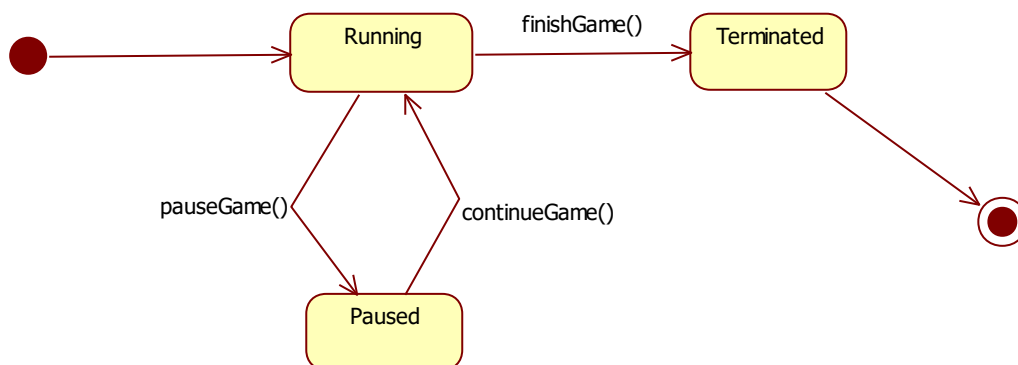 finishGame()
Running
Terminated
pauseGame()
continueGame()
Paused